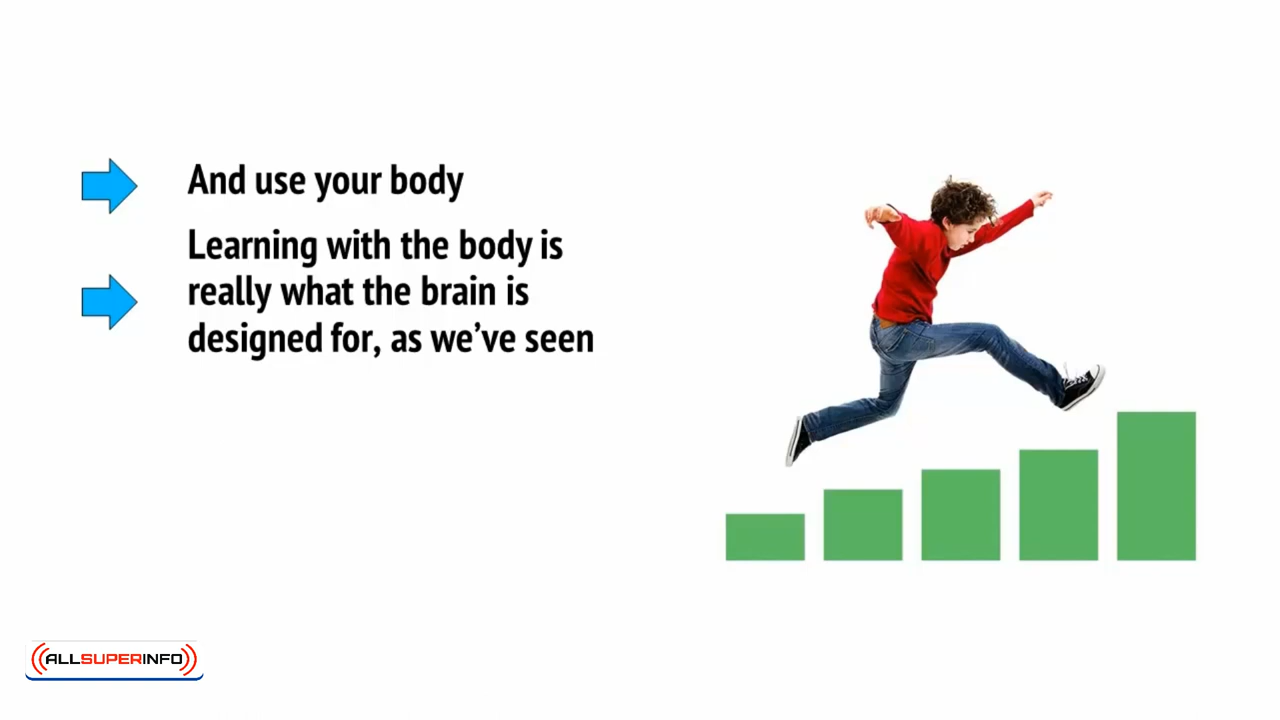 And use your body
Learning with the body is
really what the brain is
designed for, as we've seen
ALLSUPERINFO